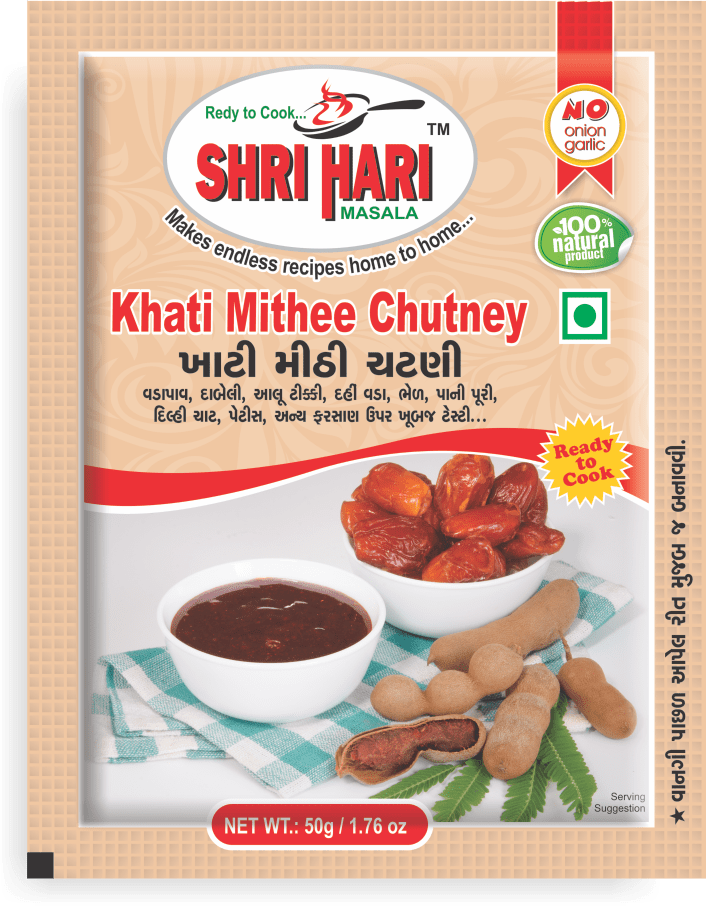 Redy to Cook...
TM
SHRI HARI
MASALA
Makes endless recipes home to home...
NO
onion
garlic
100%
natural
product
Khati Mithee Chutney
ખાટી મીઠી ચટણી
વડાપાવ, દાબેલી, આલૂ ટીક્કી, દહીં વડા, ભેળ, પાની પૂરી,
દિલ્હી ચાટ, પેટીસ, અન્ય ફરસાણ ઉપર ખૂબજ ટેસ્ટી...
Ready
to
Cook
★ વાનગી પાછળ આપેલ રીત મુજબ જ બનાવવી.
Serving
Suggestion
NET WT.: 50g / 1.76 oz